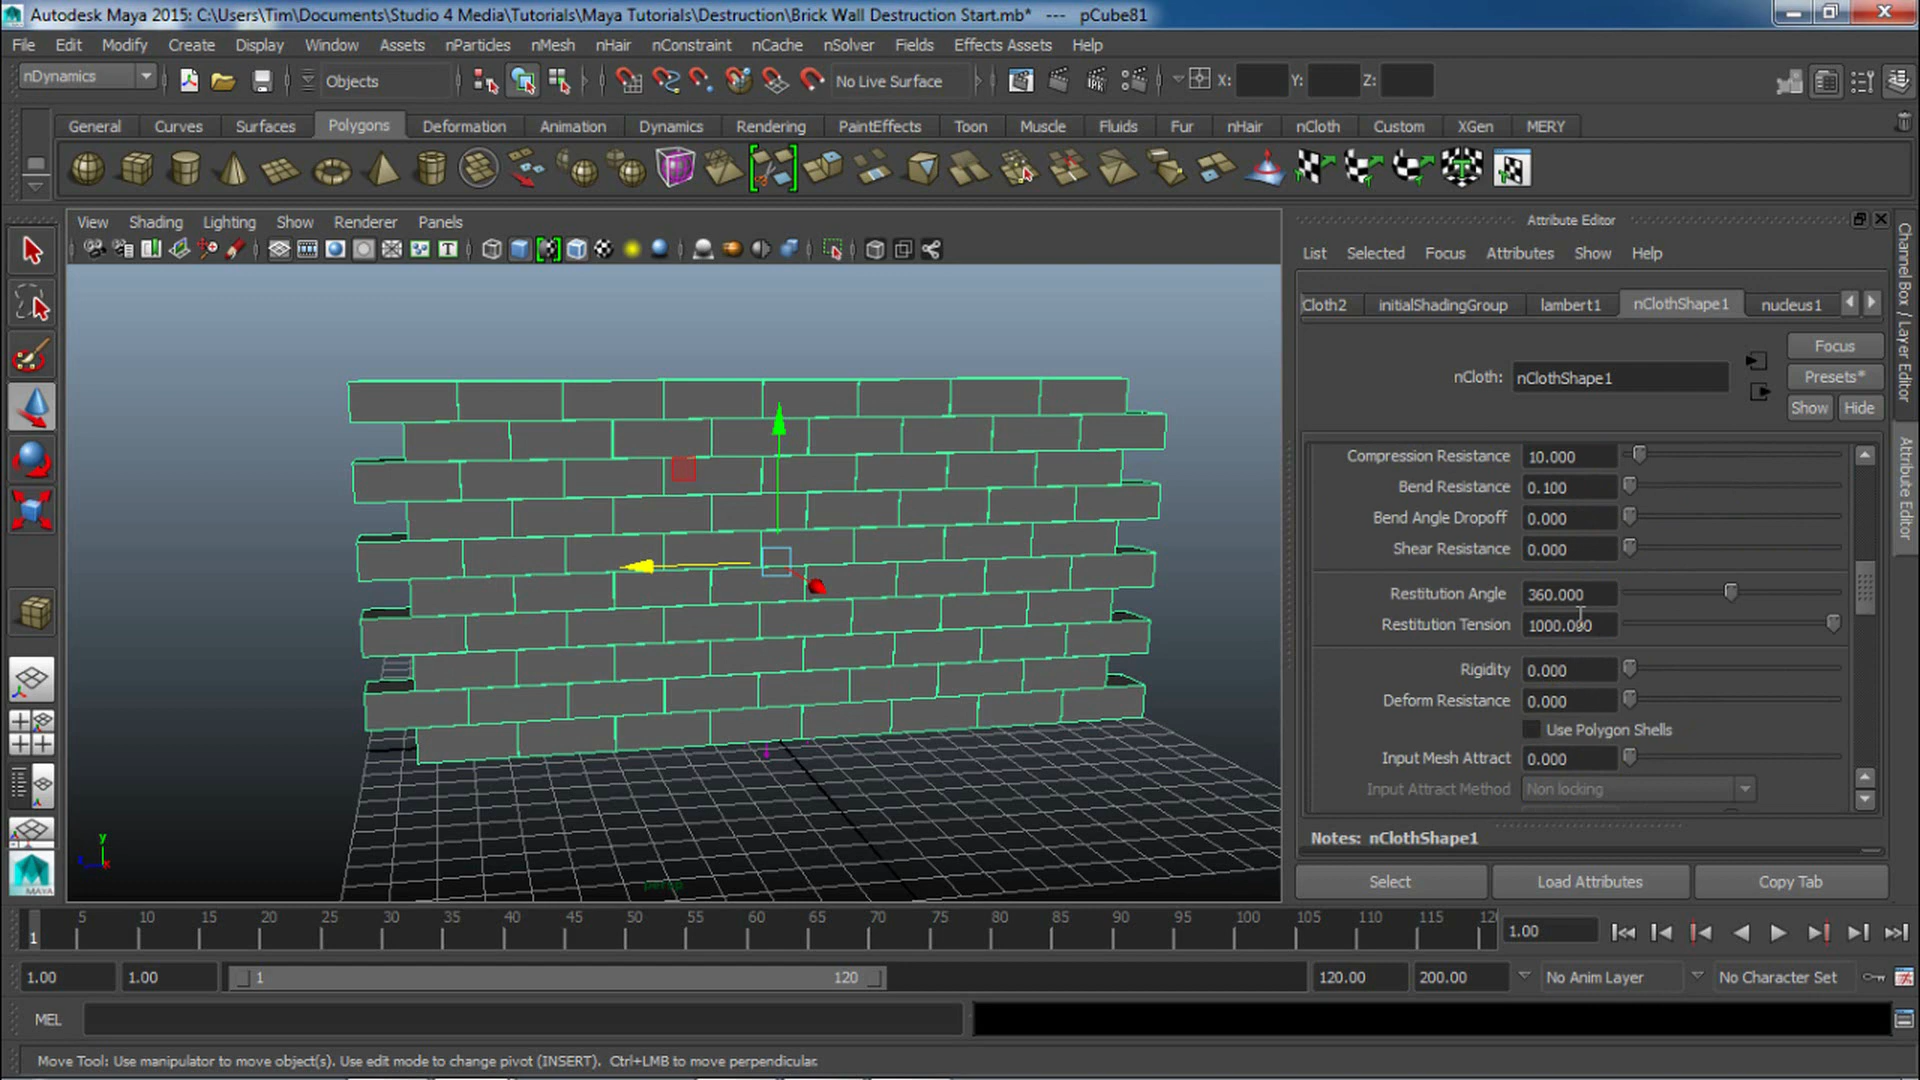 Autodesk Maya 2015: C:\Users\Tim\Documents\Studio 4 Media\Tutorials\Maya Tutorials\Destruction\Brick Wall Destruction Start.mb* --- pCube81
File Edit Modify Create Display Window Assets nParticles nMesh nHair nConstraint nCache nSolver Fields Effects Assets Help
nDynamics Objects No Live Surface X: Y: Z:
General Curves Surfaces Polygons Deformation Animation Dynamics Rendering PaintEffects Toon Muscle Fluids Fur nHair nCloth Custom XGen MERY
View Shading Lighting Show Renderer Panels
Attribute Editor
List Selected Focus Attributes Show Help
Cloth2 initialShadingGroup lambert1 nClothShape1 nucleus1
Focus
nCloth: nClothShape1 Presets*
Show Hide
Compression Resistance 10.000
Bend Resistance 0.100
Bend Angle Dropoff 0.000
Shear Resistance 0.000
Restitution Angle 360.000
Restitution Tension 1000.000
Rigidity 0.000
Deform Resistance 0.000
Use Polygon Shells
Input Mesh Attract 0.000
Input Attract Method Non locking
Notes: nClothShape1
Select Load Attributes Copy Tab
Channel Box / Layer Editor
Attribute Editor
y
x
persp
MAYA
1 5 10 15 20 25 30 35 40 45 50 55 60 65 70 75 80 85 90 95 100 105 110 115 12
1.00
1.00 1.00 1 120 120.00 200.00 No Anim Layer No Character Set
MEL
Move Tool: Use manipulator to move object(s). Use edit mode to change pivot (INSERT). Ctrl+LMB to move perpendicular.